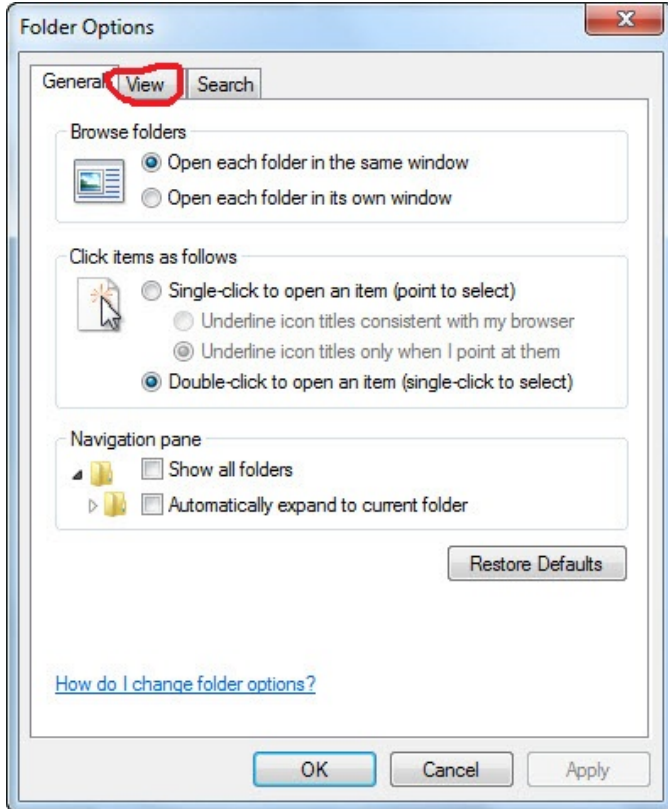 Folder Options
General View Search
Browse folders
Open each folder in the same window
Open each folder in its own window
Click items as follows
Single-click to open an item (point to select)
Underline icon titles consistent with my browser
Underline icon titles only when I point at them
Double-click to open an item (single-click to select)
Navigation pane
Show all folders
Automatically expand to current folder
Restore Defaults
How do I change folder options?
OK Cancel Apply